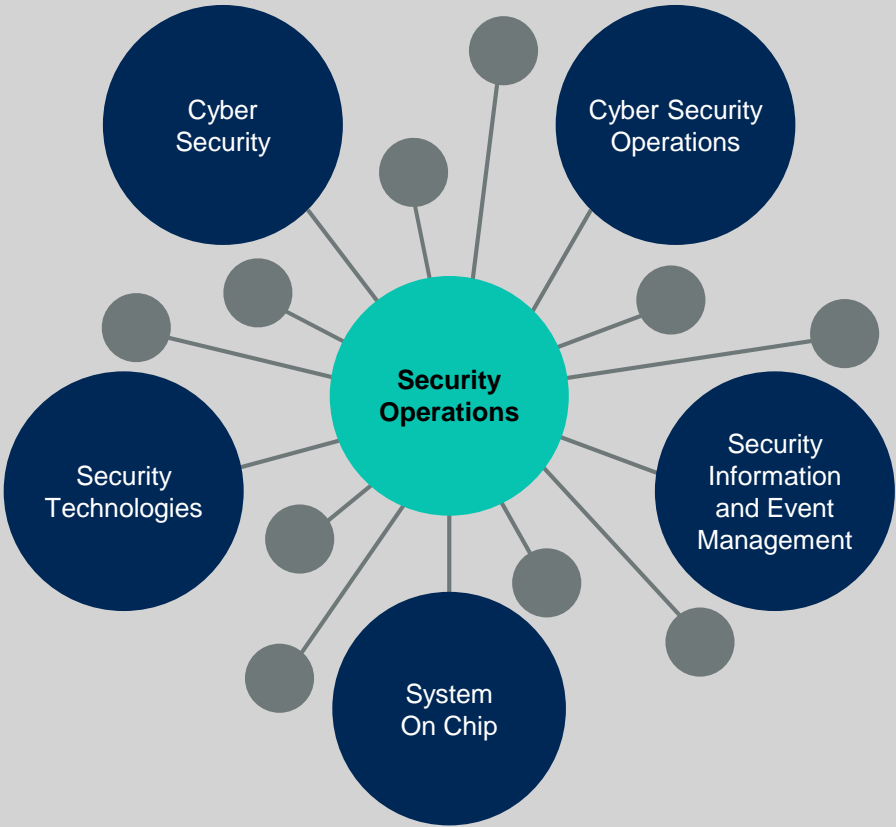 Cyber
Security
Cyber Security
Operations
Security
Operations
Security
Technologies
Security
Information
and Event
Management
System
On Chip